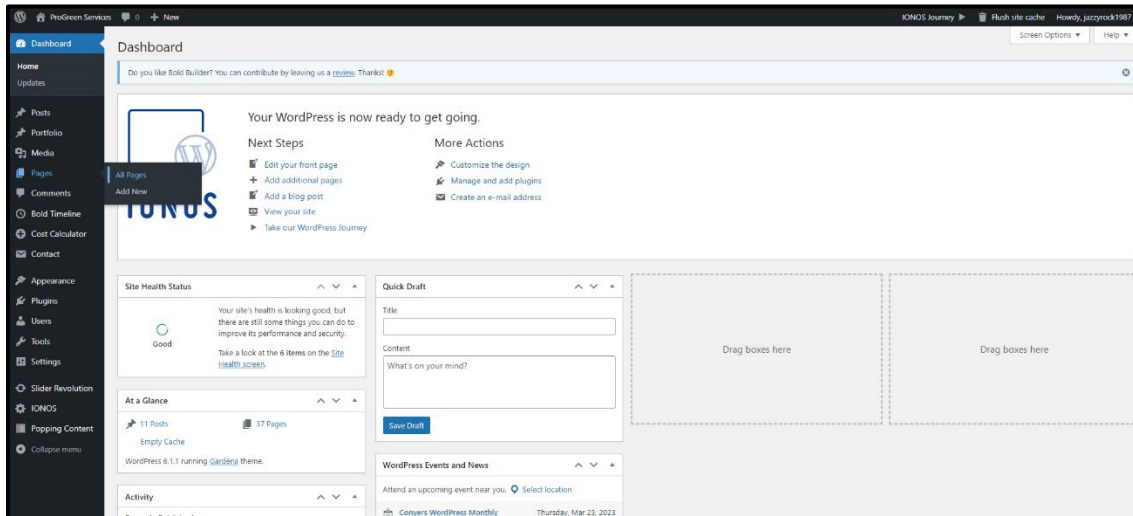 ProGreen Services 0 + New IONOS Journey Flush site cache Howdy, jazzyrock1987
Screen Options Help
Dashboard
Home
Updates
Posts
Portfolio
Media
Pages
Comments
Bold Timeline
Cost Calculator
Contact
Appearance
Plugins
Users
Tools
Settings
Slider Revolution
IONOS
Popping Content
Collapse menu
All Pages
Add New
Dashboard
Do you like Bold Builder? You can contribute by leaving us a review. Thanks!
IONOS
Your WordPress is now ready to get going.
Next Steps
Edit your front page
Add additional pages
Add a blog post
View your site
Take our WordPress Journey
More Actions
Customize the design
Manage and add plugins
Create an e-mail address
Site Health Status
Good
Your site's health is looking good, but
there are still some things you can do to
improve its performance and security.
Take a look at the 6 items on the Site
Health screen.
At a Glance
11 Posts 37 Pages
Empty Cache
WordPress 6.1.1 running Gardena theme.
Activity
Quick Draft
Title
Content
What's on your mind?
Save Draft
WordPress Events and News
Attend an upcoming event near you. Select location
Conyers WordPress Monthly Thursday, Mar 23, 2023
Drag boxes here
Drag boxes here